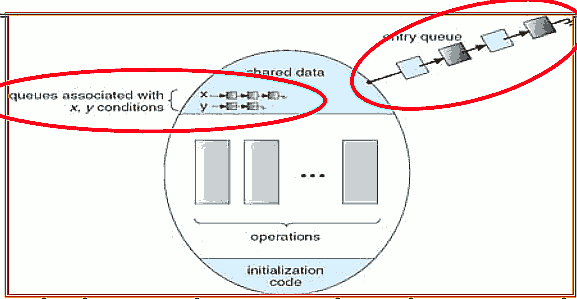 entry queue
shared data
queues associated with
x, y conditions
x
y
operations
initialization
code